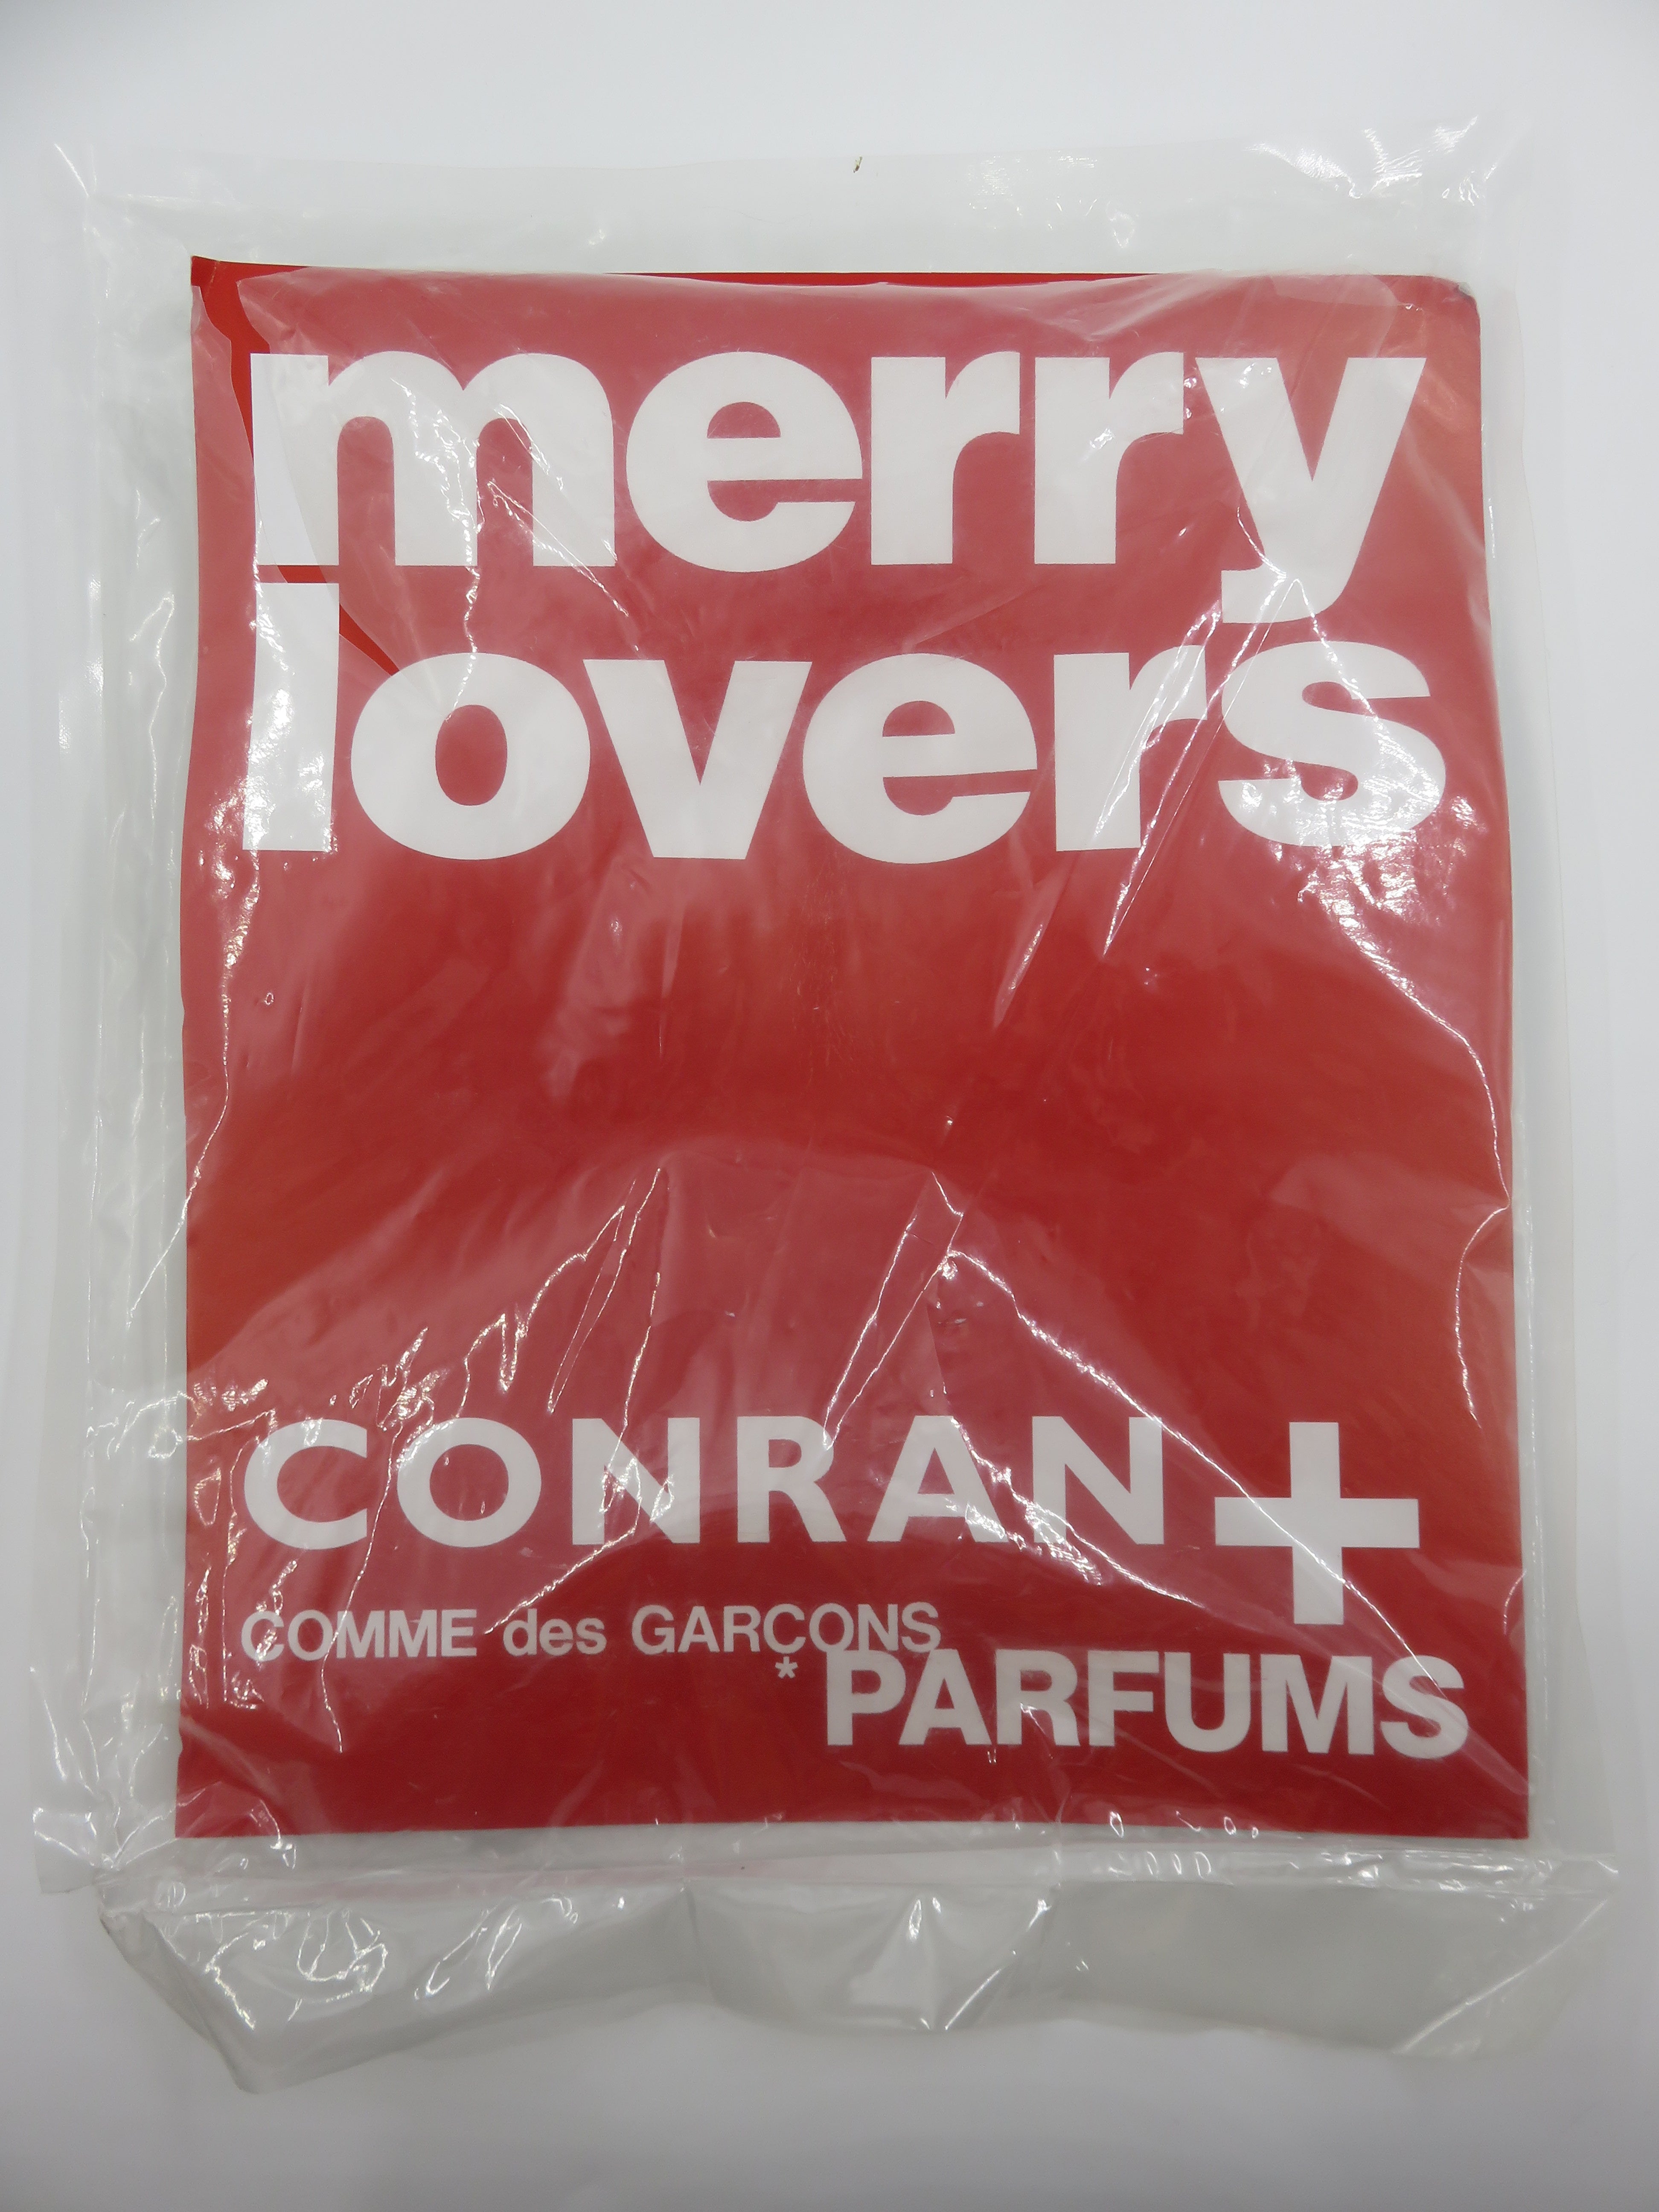 merry
lovers
CONRAN+
COMME des GARÇONS
* PARFUMS